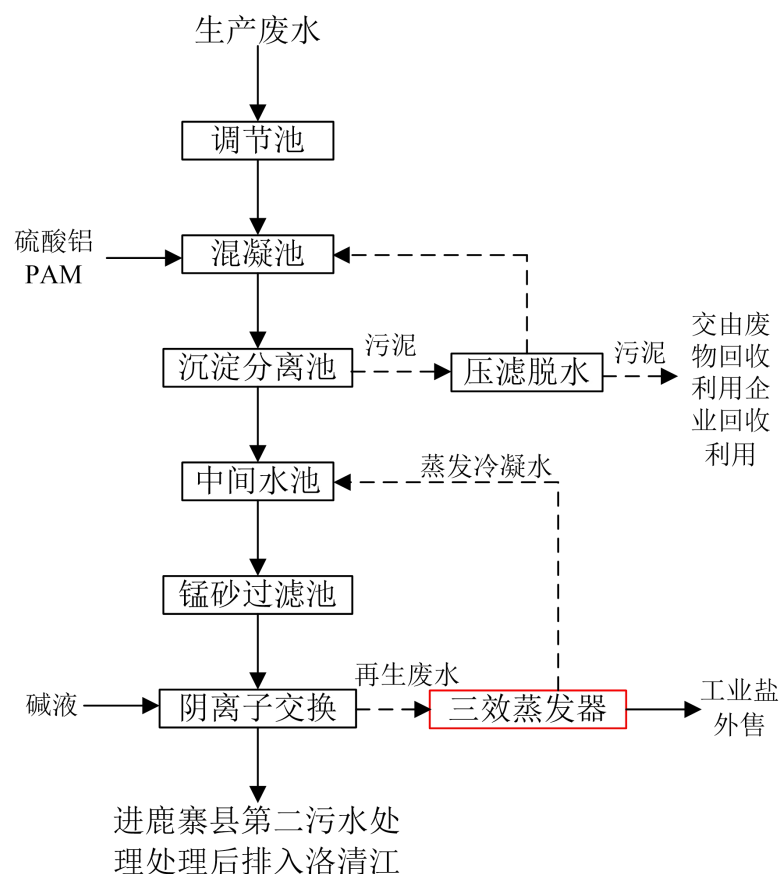 生产废水
调节池
硫酸铝
PAM
混凝池
沉淀分离池
污泥
压滤脱水
污泥
交由废
物回收
利用企
业回收
利用
中间水池
蒸发冷凝水
锰砂过滤池
碱液
阴离子交换
再生废水
三效蒸发器
工业盐
外售
进鹿寨县第二污水处
理处理后排入洛清江